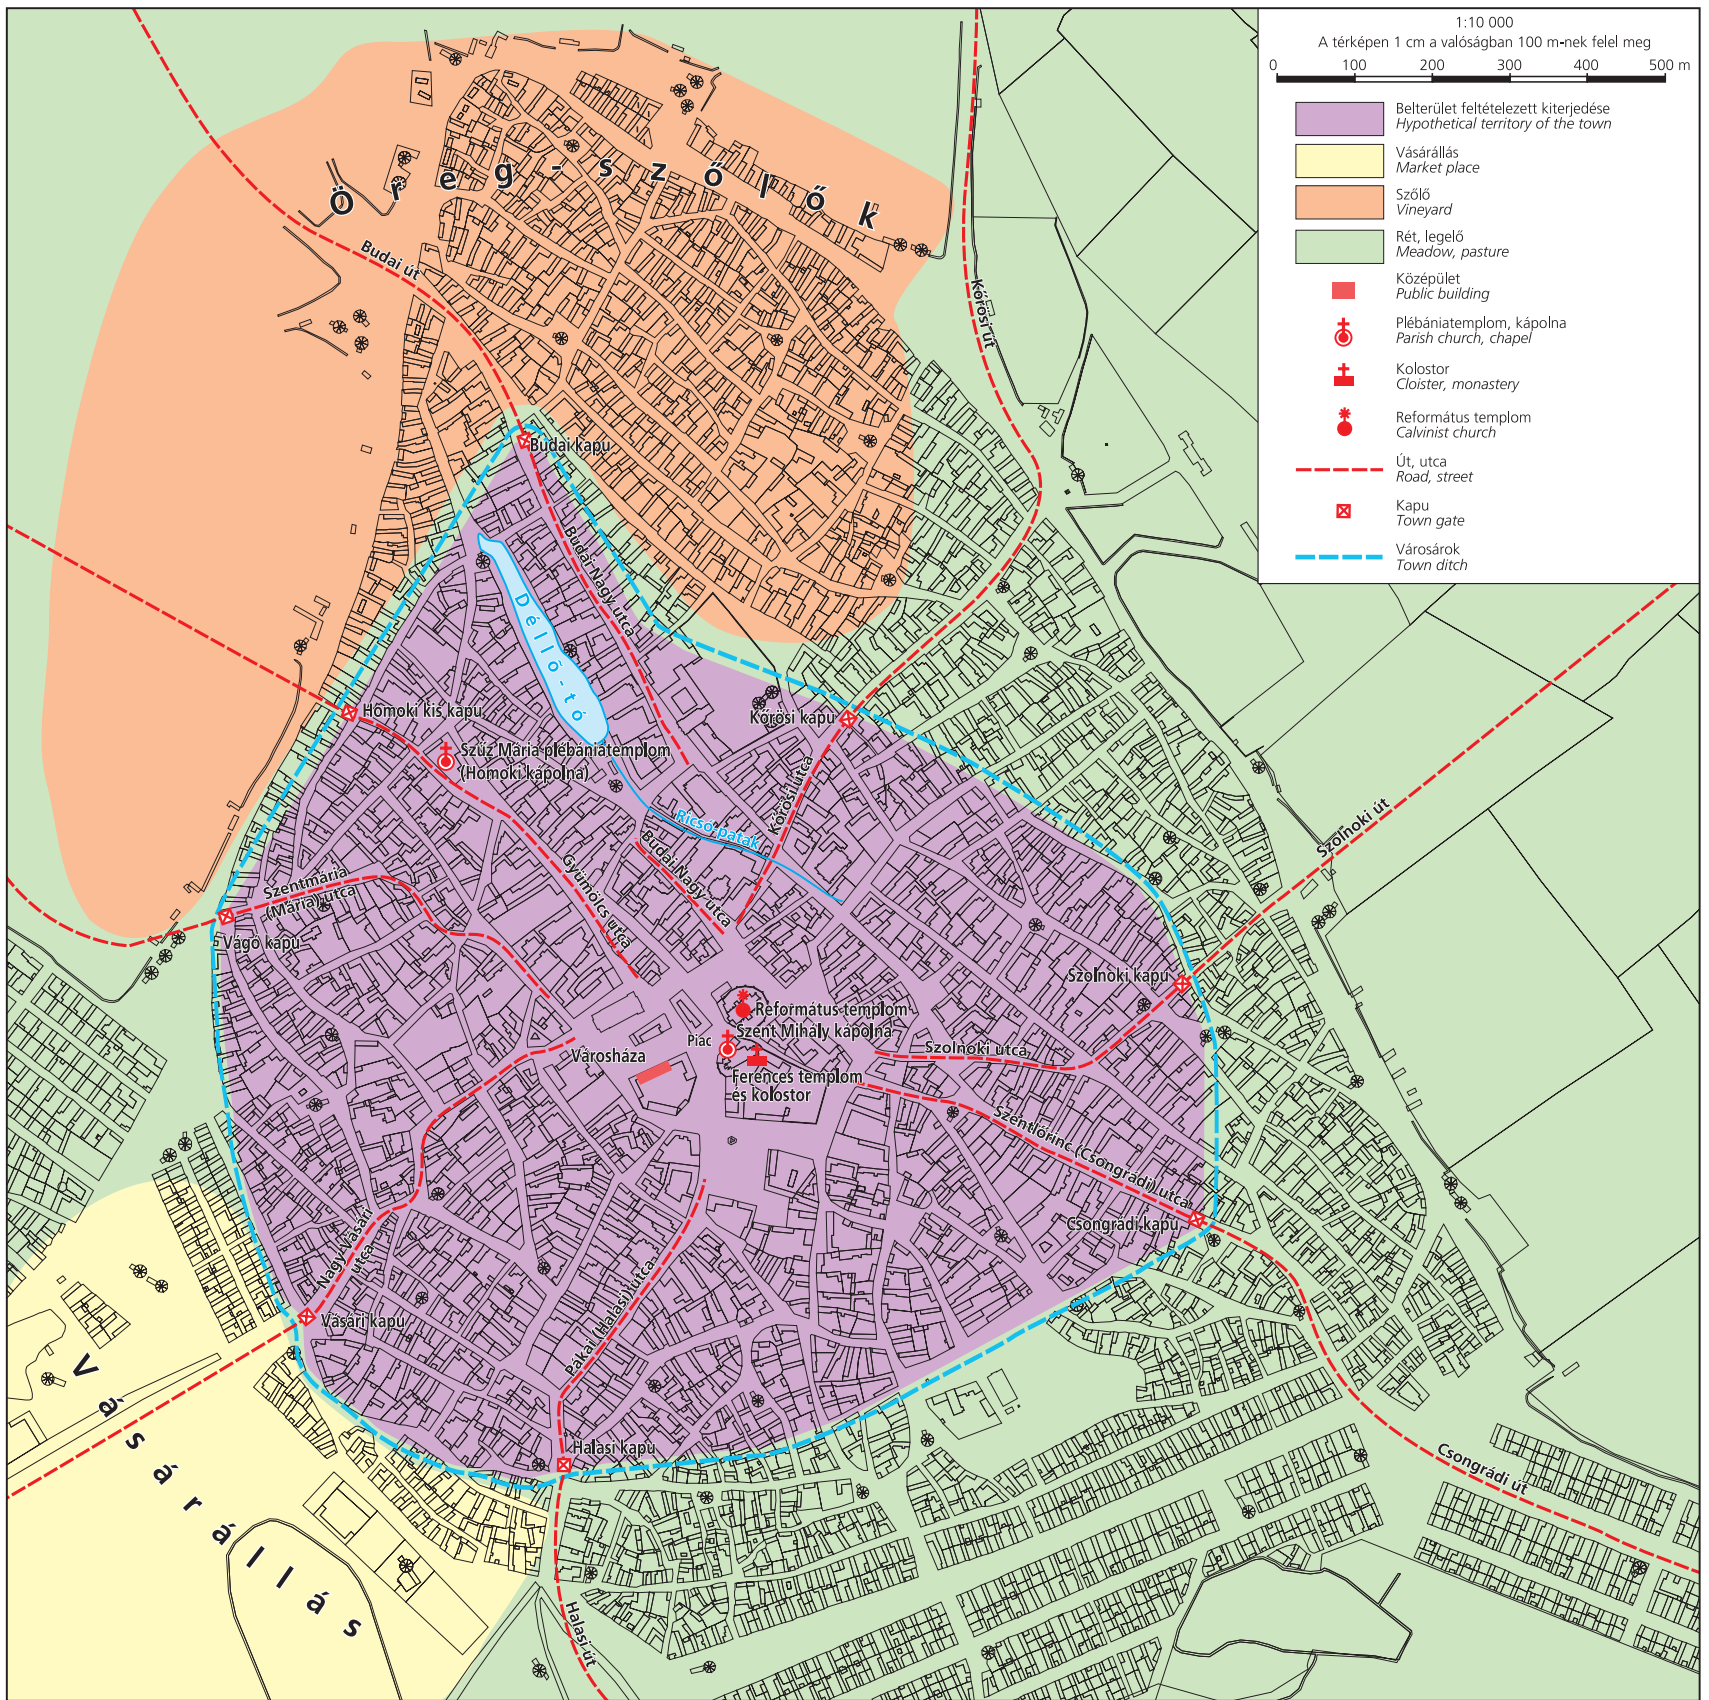 1:10 000
A térképen 1 cm a valóságban 100 m-nek felel meg
0 100 200 300 400 500 m
Belterület feltételezett kiterjedése
Hypothetical territory of the town
Vásárállás
Market place
Szőlő
Vineyard
Rét, legelő
Meadow, pasture
Középület
Public building
Plébániatemplom, kápolna
Parish church, chapel
Kolostor
Cloister, monastery
Református templom
Calvinist church
Út, utca
Road, street
Kapu
Town gate
Városárok
Town ditch
Öreg-szőlők
Budai út
Kőrösi út
Budai kapu
Budai Nagy utca
Déllő-tó
Homoki kis kapu
Kőrösi kapu
Szűz Mária plébániatemplom
(Homoki kápolna)
Kőrösi utca
Ricsó-patak
Budai Nagy utca
Szolnoki út
Gyümölcs utca
Szentmária
(Mária) utca
Vágó kapu
Szolnoki kapu
Református templom
Szent Mihály kápolna
Piac
Városháza
Szolnoki utca
Ferences templom
és kolostor
Szentlőrinc (Csongrádi) utca
Csongrádi kapu
Nagy Vásári
utca
Vásári kapu
Pákai (Halasi) utca
Vásárállás
Halasi kapu
Csongrádi út
Halasi út